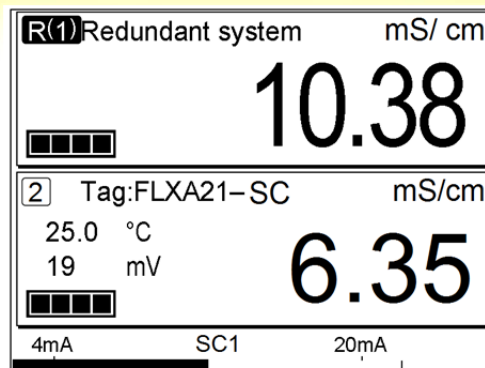 R(1) Redundant system mS/ cm
10.38
2 Tag:FLXA21-SC mS/cm
25.0 °C
19 mV
6.35
4mA SC1 20mA